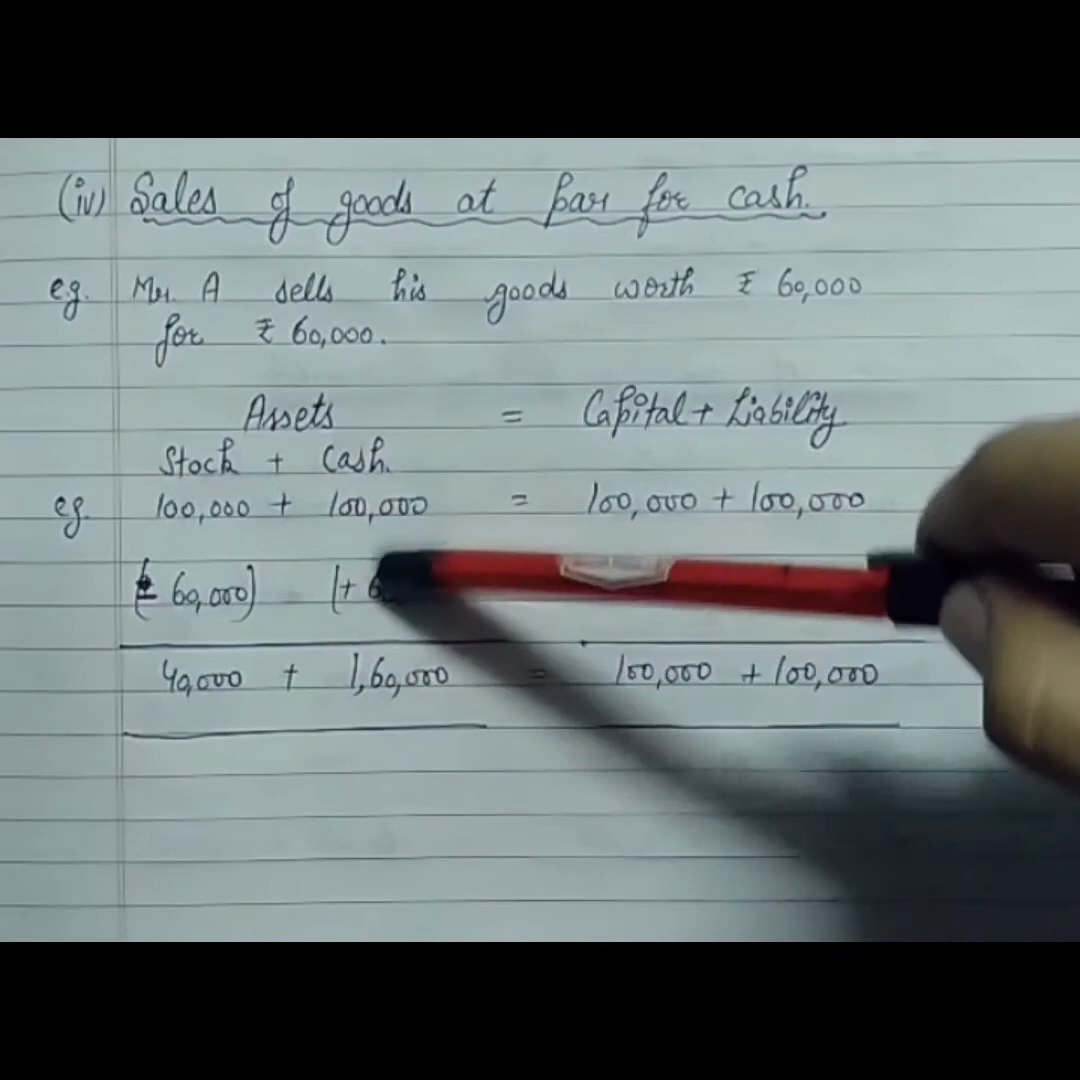 (iv) Sales of goods at par for cash.
e.g. Mr. A sells his goods worth ₹ 60,000
for ₹ 60,000.
Assets = Capital + Liability
Stock + Cash
eg. 100,000 + 100,000 = 100,000 + 100,000
(- 60,000) (+ 6
40,000 + 1,60,000 = 100,000 + 100,000